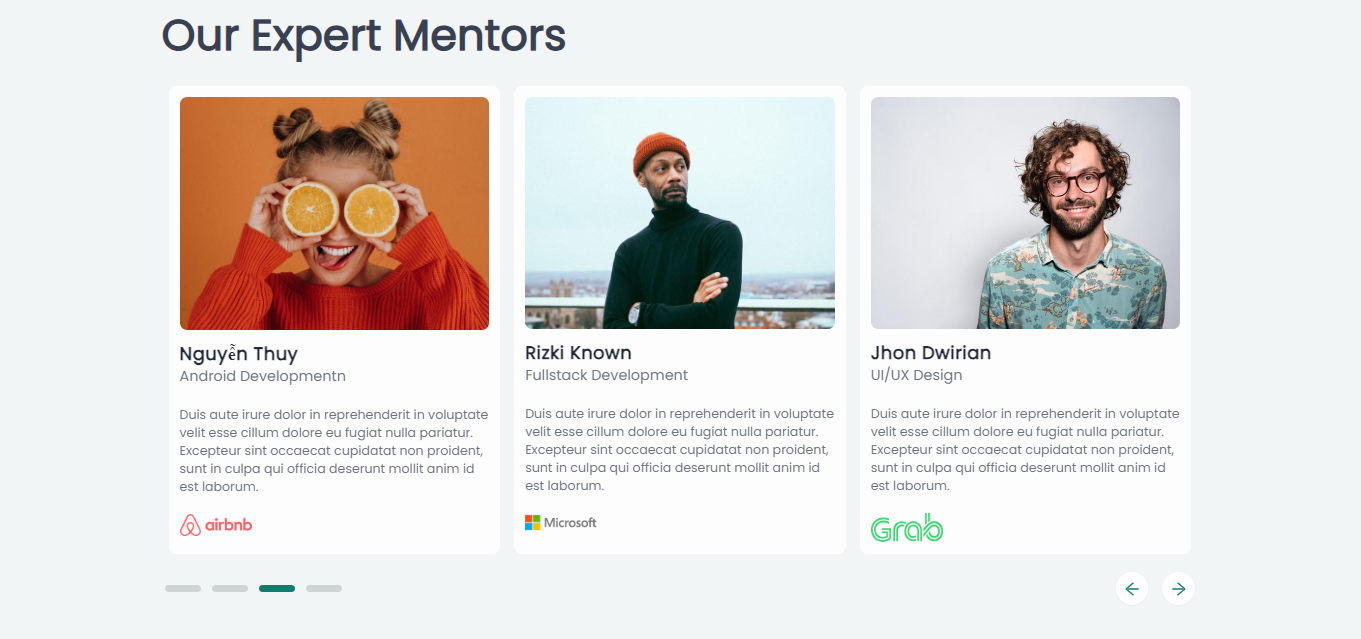 Our Expert Mentors
Nguyễn Thuy
Android Developmentn
Duis aute irure dolor in reprehenderit in voluptate
velit esse cillum dolore eu fugiat nulla pariatur.
Excepteur sint occaecat cupidatat non proident,
sunt in culpa qui officia deserunt mollit anim id
est laborum.
airbnb
Rizki Known
Fullstack Development
Duis aute irure dolor in reprehenderit in voluptate
velit esse cillum dolore eu fugiat nulla pariatur.
Excepteur sint occaecat cupidatat non proident,
sunt in culpa qui officia deserunt mollit anim id
est laborum.
Microsoft
Jhon Dwirian
UI/UX Design
Duis aute irure dolor in reprehenderit in voluptate
velit esse cillum dolore eu fugiat nulla pariatur.
Excepteur sint occaecat cupidatat non proident,
sunt in culpa qui officia deserunt mollit anim id
est laborum.
Grab